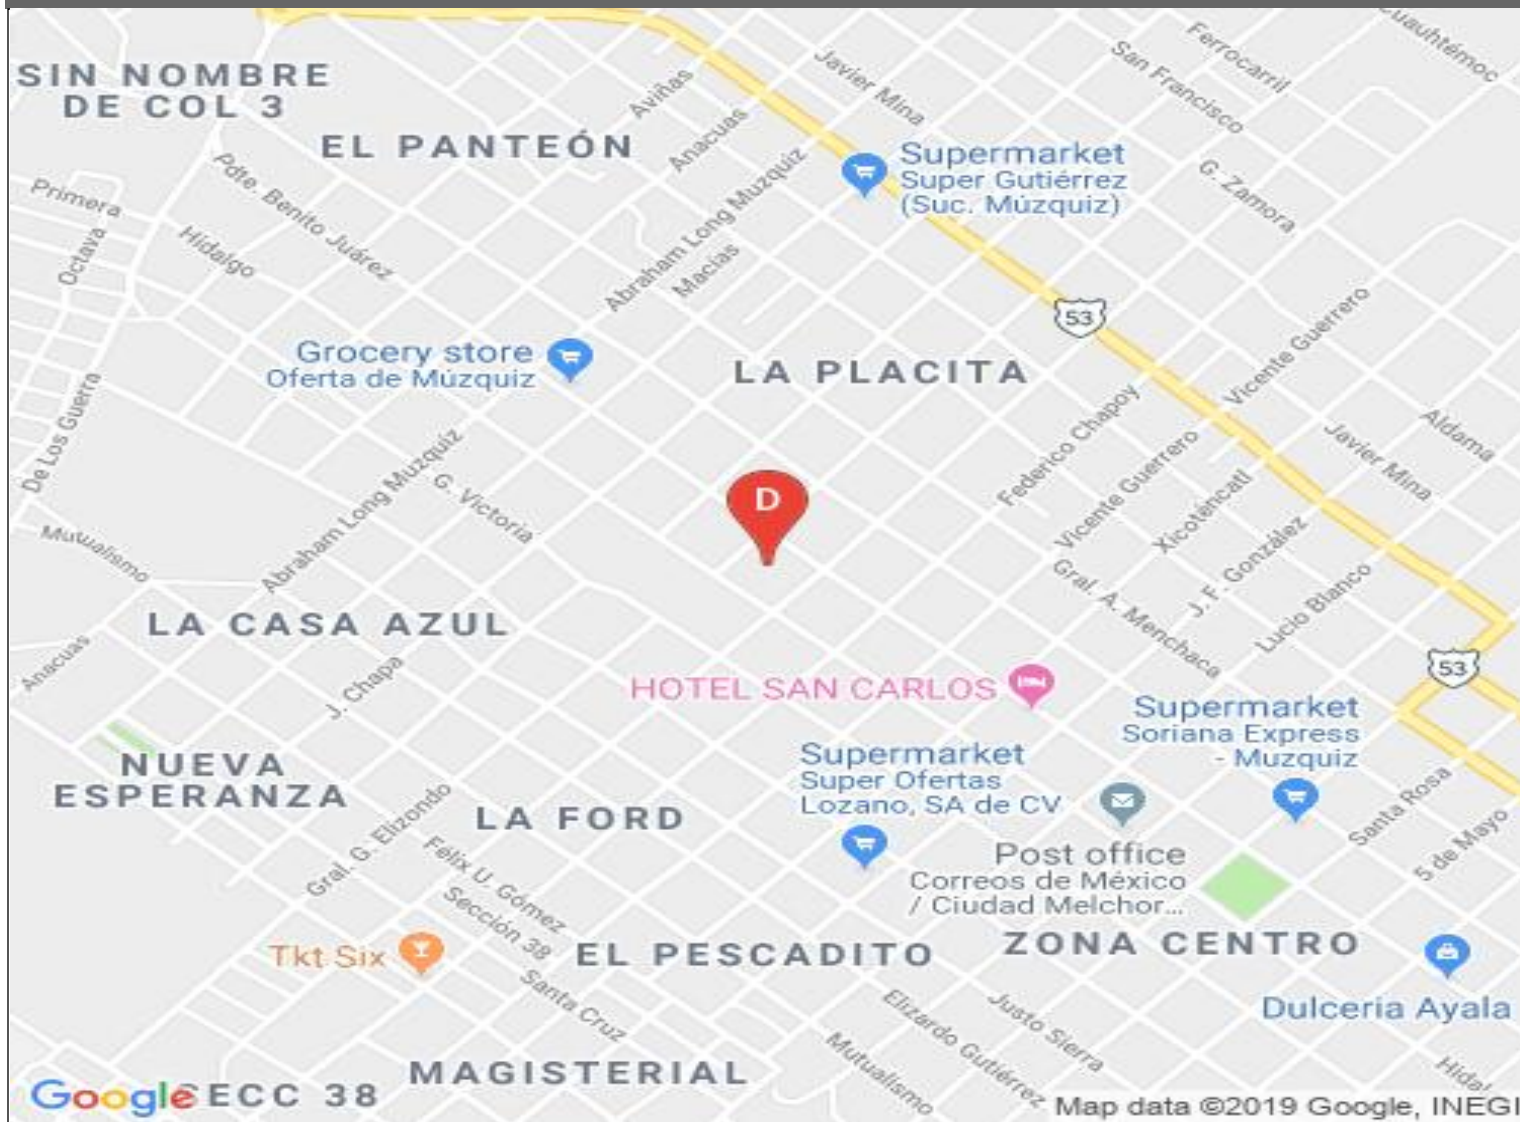 Cuauhtémoc
Ferrocarril
San Francisco
Javier Mina
SIN NOMBRE
DE COL 3
Aviñas
EL PANTEÓN
Anacuas
Supermarket
Super Gutiérrez
(Suc. Múzquiz)
G. Zamora
Primera
Pdte. Benito Juárez
Abraham Long Muzquiz
Octava
Hidalgo
Macías
53
Vicente Guerrero
Grocery store
Oferta de Múzquiz
LA PLACITA
De Los Guerra
Federico Chapoy
Aldama
Javier Mina
Abraham Long Muzquiz
G. Victoria
D
Vicente Guerrero
Xicoténcatl
J. F. González
Mutualismo
Gral. A. Menchaca
Lucio Blanco
LA CASA AZUL
Anacuas
J. Chapa
53
HOTEL SAN CARLOS
Supermarket
Soriana Express
- Muzquiz
NUEVA
ESPERANZA
Supermarket
Super Ofertas
Lozano, SA de CV
Santa Rosa
LA FORD
Gral. G. Elizondo
5 de Mayo
Félix U. Gómez
Post office
Correos de México
/ Ciudad Melchor...
Sección 38
Tkt Six
EL PESCADITO
ZONA CENTRO
Santa Cruz
Dulceria Ayala
Elizardo Gutiérrez
Justo Sierra
Mutualismo
MAGISTERIAL
Hidal
Google
ECC 38
Map data ©2019 Google, INEGI